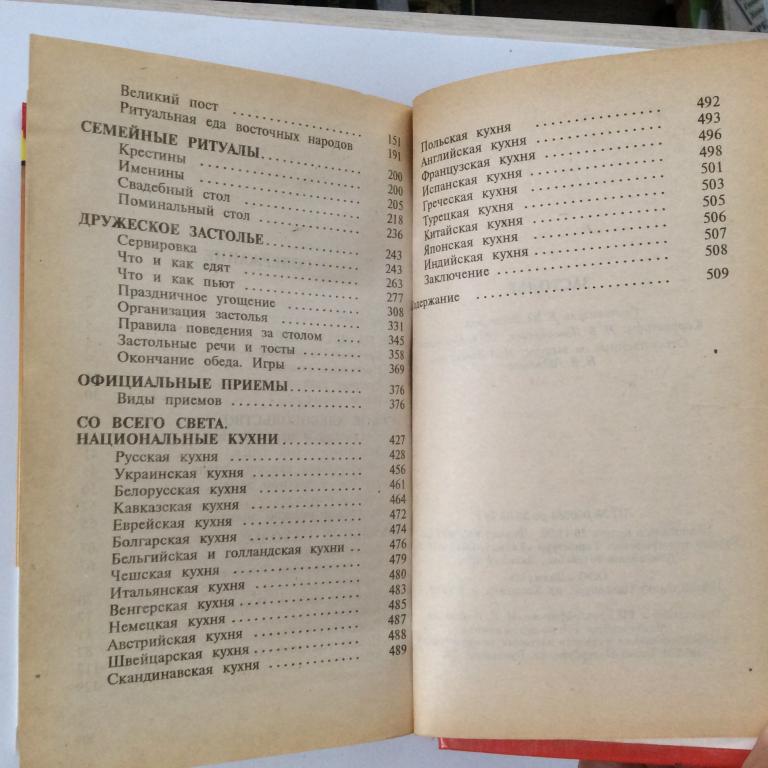 Великий пост .................... 151
Ритуальная еда восточных народов 191
СЕМЕЙНЫЕ РИТУАЛЫ .............. 200
Крестины .................... 200
Именины .................... 205
Свадебный стол .................... 218
Поминальный стол .................... 236
ДРУЖЕСКОЕ ЗАСТОЛЬЕ .............. 243
Сервировка .................... 243
Что и как едят .................... 263
Что и как пьют .................... 277
Праздничное угощение .............. 308
Организация застолья .............. 331
Правила поведения за столом ...... 345
Застольные речи и тосты .......... 358
Окончание обеда. Игры .......... 369
ОФИЦИАЛЬНЫЕ ПРИЕМЫ .......... 376
Виды приемов .................... 376
СО ВСЕГО СВЕТА.
НАЦИОНАЛЬНЫЕ КУХНИ ............ 427
Русская кухня .................... 428
Украинская кухня ................ 456
Белорусская кухня ................ 461
Кавказская кухня ................ 464
Еврейская кухня ................ 472
Болгарская кухня ................ 474
Бельгийская и голландская кухни .. 476
Чешская кухня .................... 479
Итальянская кухня ................ 480
Венгерская кухня ................ 483
Немецкая кухня ................ 485
Австрийская кухня ................ 487
Швейцарская кухня ................ 488
Скандинавская кухня .............. 489
Польская кухня .................... 492
Английская кухня ................ 493
Французская кухня ................ 496
Испанская кухня ................ 498
Греческая кухня ................ 501
Турецкая кухня .................... 503
Китайская кухня ................ 505
Японская кухня .................... 506
Индийская кухня ................ 507
Заключение .................... 508
Содержание .................... 509